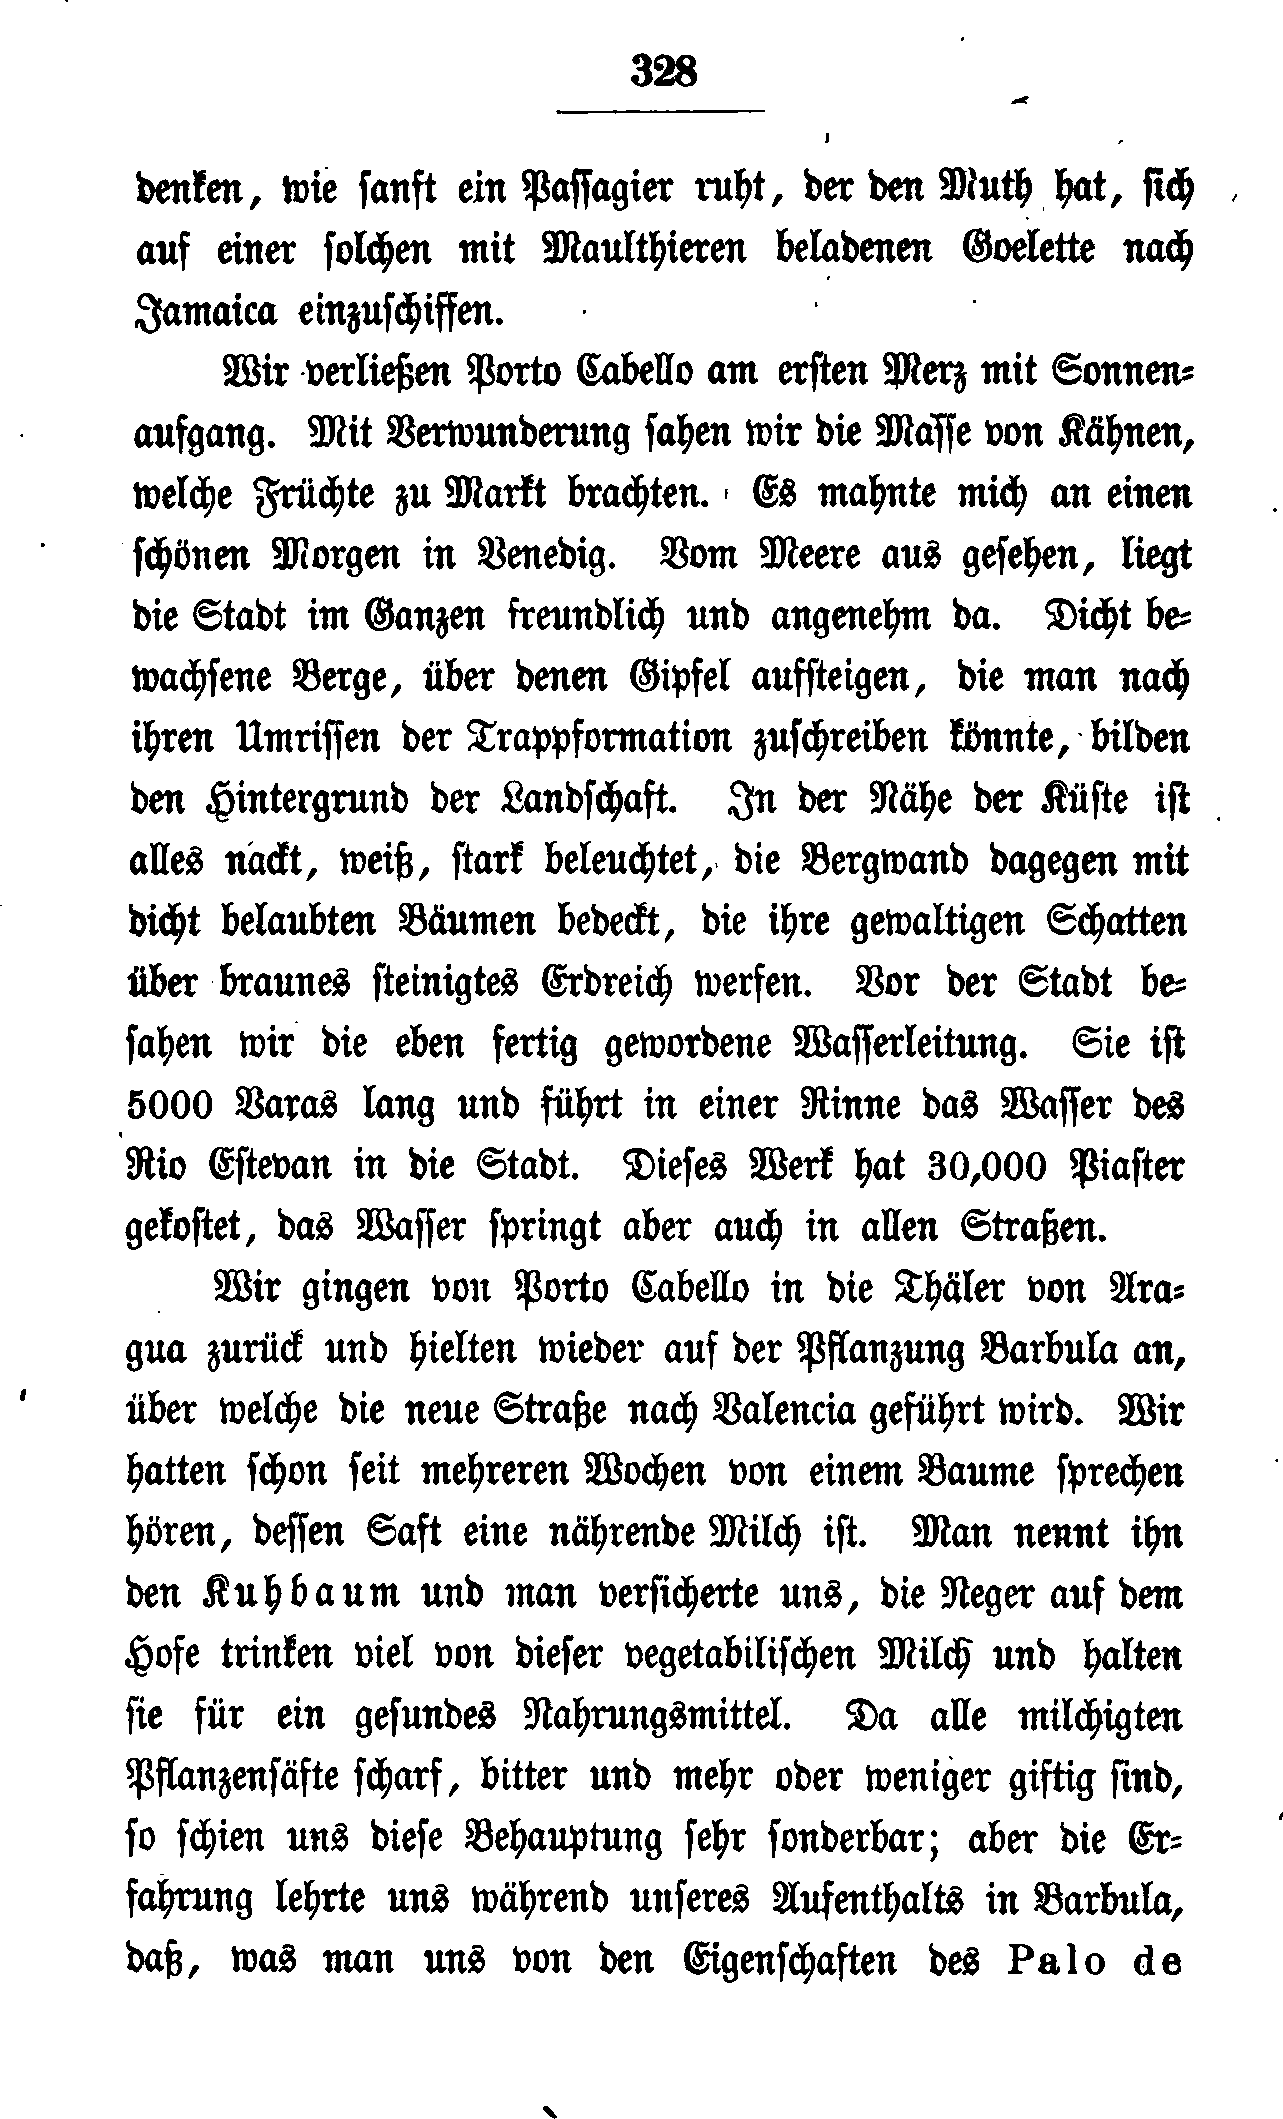 328
denken, wie sanft ein Passagier ruht, der den Muth hat, sich
auf einer solchen mit Maulthieren beladenen Goelette nach
Jamaica einzuschiffen.
Wir verließen Porto Cabello am ersten Merz mit Sonnen-
aufgang. Mit Verwunderung sahen wir die Masse von Kähnen,
welche Früchte zu Markt brachten. Es mahnte mich an einen
schönen Morgen in Venedig. Vom Meere aus gesehen, liegt
die Stadt im Ganzen freundlich und angenehm da. Dicht be-
wachsene Berge, über denen Gipfel aufsteigen, die man nach
ihren Umrissen der Trappformation zuschreiben könnte, bilden
den Hintergrund der Landschaft. In der Nähe der Küste ist
alles nackt, weiß, stark beleuchtet, die Bergwand dagegen mit
dicht belaubten Bäumen bedeckt, die ihre gewaltigen Schatten
über braunes steinigtes Erdreich werfen. Vor der Stadt be-
sahen wir die eben fertig gewordene Wasserleitung. Sie ist
5000 Varas lang und führt in einer Rinne das Wasser des
Rio Estevan in die Stadt. Dieses Werk hat 30,000 Piaster
gekostet, das Wasser springt aber auch in allen Straßen.
Wir gingen von Porto Cabello in die Thäler von Ara-
gua zurück und hielten wieder auf der Pflanzung Barbula an,
über welche die neue Straße nach Valencia geführt wird. Wir
hatten schon seit mehreren Wochen von einem Baume sprechen
hören, dessen Saft eine nährende Milch ist. Man nennt ihn
den Kuhbaum und man versicherte uns, die Neger auf dem
Hofe trinken viel von dieser vegetabilischen Milch und halten
sie für ein gesundes Nahrungsmittel. Da alle milchigten
Pflanzensäfte scharf, bitter und mehr oder weniger giftig sind,
so schien uns diese Behauptung sehr sonderbar; aber die Er-
fahrung lehrte uns während unseres Aufenthalts in Barbula,
daß, was man uns von den Eigenschaften des Palo de